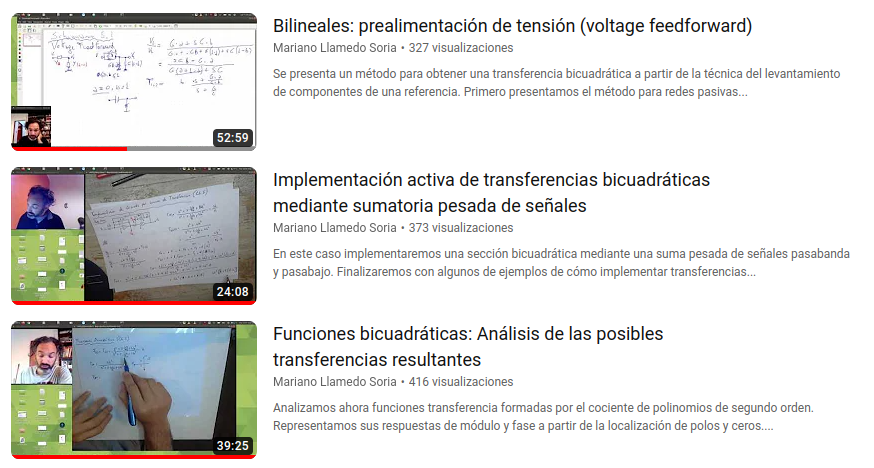 Bilineales: prealimentación de tensión (voltage feedforward)
Mariano Llamedo Soria • 327 visualizaciones
Se presenta un método para obtener una transferencia bicuadrática a partir de la técnica del levantamiento
de componentes de una referencia. Primero presentamos el método para redes pasivas...
Voltage Feedforward
52:59
Implementación activa de transferencias bicuadráticas
mediante sumatoria pesada de señales
Mariano Llamedo Soria • 373 visualizaciones
En este caso implementaremos una sección bicuadrática mediante una suma pesada de señales pasabanda
y pasabajo. Finalizaremos con algunos de ejemplos de cómo implementar transferencias...
24:08
Funciones bicuadráticas: Análisis de las posibles
transferencias resultantes
Mariano Llamedo Soria • 416 visualizaciones
Analizamos ahora funciones transferencia formadas por el cociente de polinomios de segundo orden.
Representamos sus respuestas de módulo y fase a partir de la localización de polos y ceros....
39:25